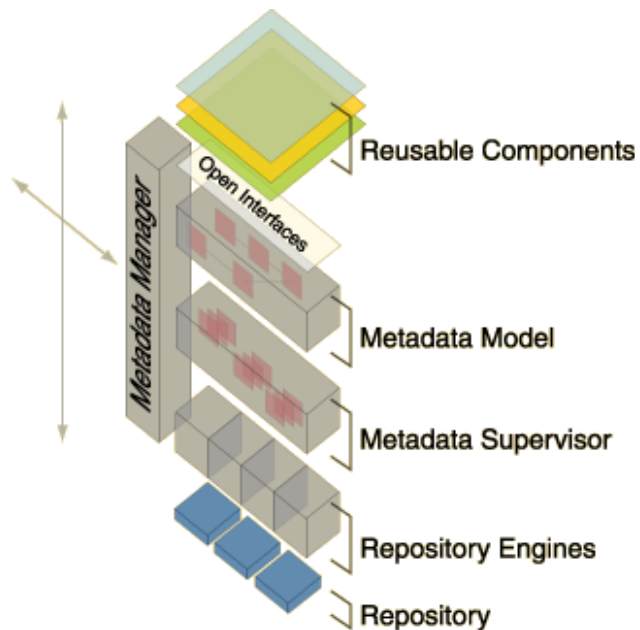 Reusable Components
Open Interfaces
Metadata Manager
Metadata Model
Metadata Supervisor
Repository Engines
Repository